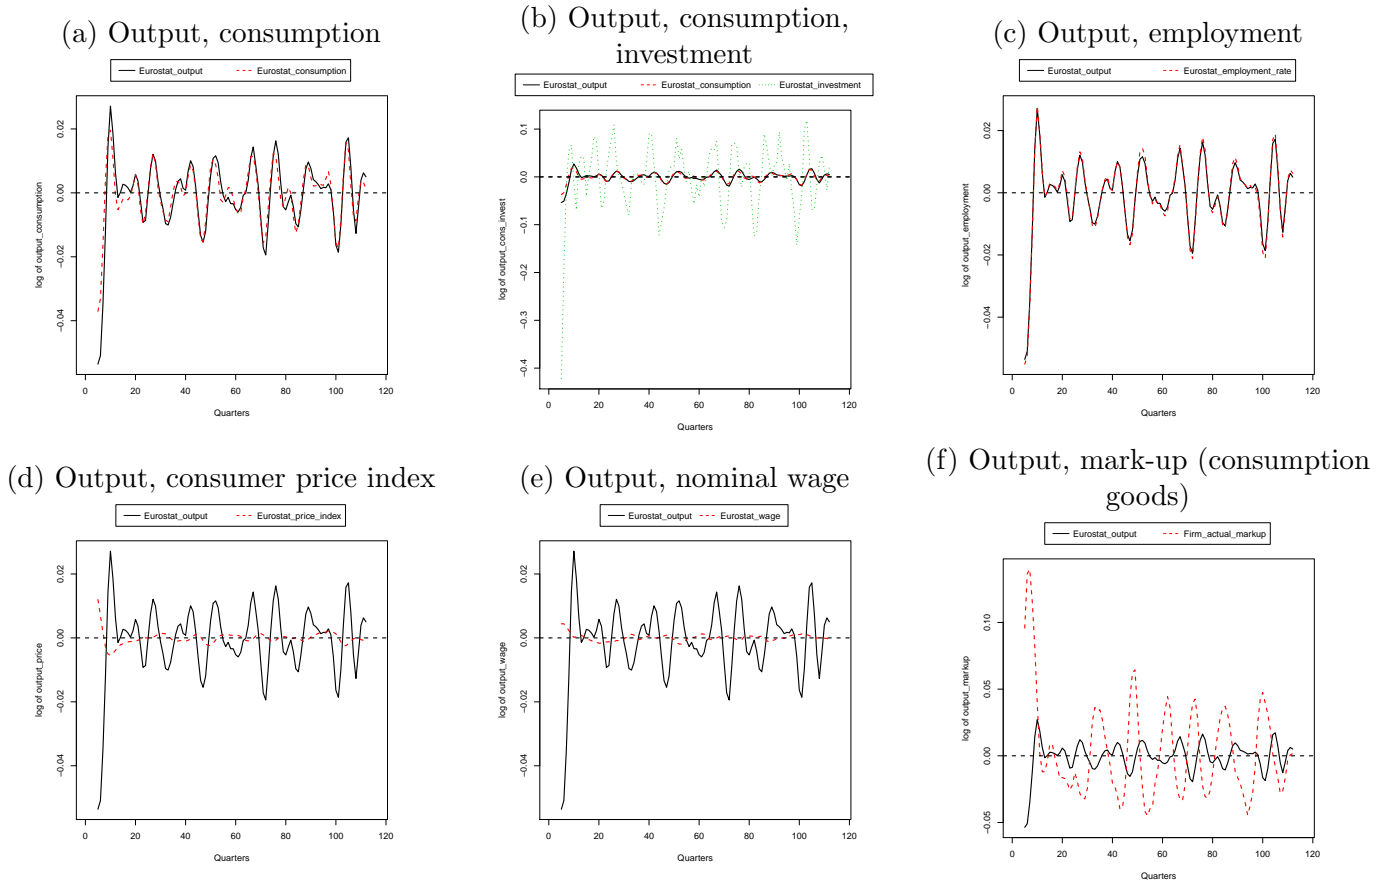 (a) Output, consumption
Eurostat_output Eurostat_consumption
log of output_consumption
0.02
0.00
−0.02
−0.04
0 20 40 60 80 100 120
Quarters
(b) Output, consumption,
investment
Eurostat_output Eurostat_consumption Eurostat_investment
log of output_cons_invest
0.1
0.0
−0.1
−0.2
−0.3
−0.4
0 20 40 60 80 100 120
Quarters
(c) Output, employment
Eurostat_output Eurostat_employment_rate
log of output_employment
0.02
0.00
−0.02
−0.04
0 20 40 60 80 100 120
Quarters
(d) Output, consumer price index
Eurostat_output Eurostat_price_index
log of output_price
0.02
0.00
−0.02
−0.04
0 20 40 60 80 100 120
Quarters
(e) Output, nominal wage
Eurostat_output Eurostat_wage
log of output_wage
0.02
0.00
−0.02
−0.04
0 20 40 60 80 100 120
Quarters
(f) Output, mark-up (consumption
goods)
Eurostat_output Firm_actual_markup
log of output_markup
0.10
0.05
0.00
−0.05
0 20 40 60 80 100 120
Quarters